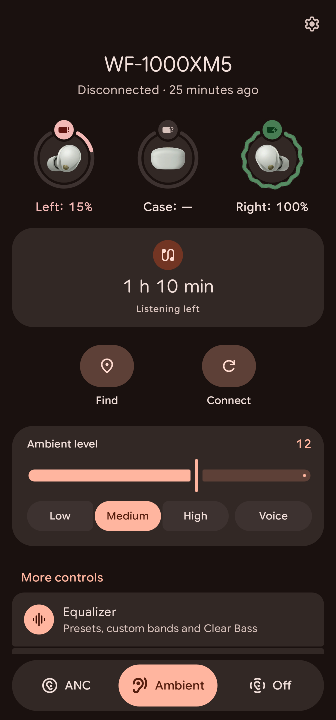 WF-1000XM5
Disconnected · 25 minutes ago
Left: 15%
Case: —
Right: 100%
1 h 10 min
Listening left
Find
Connect
Ambient level
12
Low
Medium
High
Voice
More controls
Equalizer
Presets, custom bands and Clear Bass
ANC
Ambient
Off